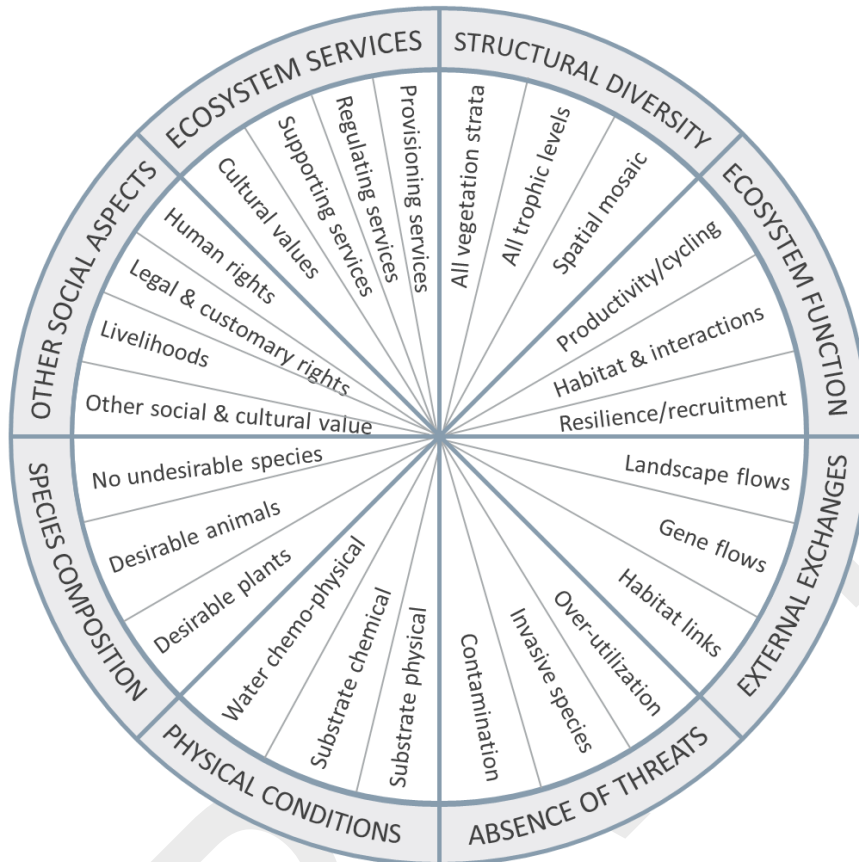 ECOSYSTEM SERVICES
Cultural values
Supporting services
Regulating services
Provisioning services
STRUCTURAL DIVERSITY
All vegetation strata
All trophic levels
Spatial mosaic
ECOSYSTEM FUNCTION
Productivity/cycling
Habitat & interactions
Resilience/recruitment
EXTERNAL EXCHANGES
Landscape flows
Gene flows
Habitat links
ABSENCE OF THREATS
Over-utilization
Invasive species
Contamination
PHYSICAL CONDITIONS
Substrate physical
Substrate chemical
Water chemo-physical
SPECIES COMPOSITION
Desirable plants
Desirable animals
No undesirable species
OTHER SOCIAL ASPECTS
Other social & cultural value
Livelihoods
Legal & customary rights
Human rights